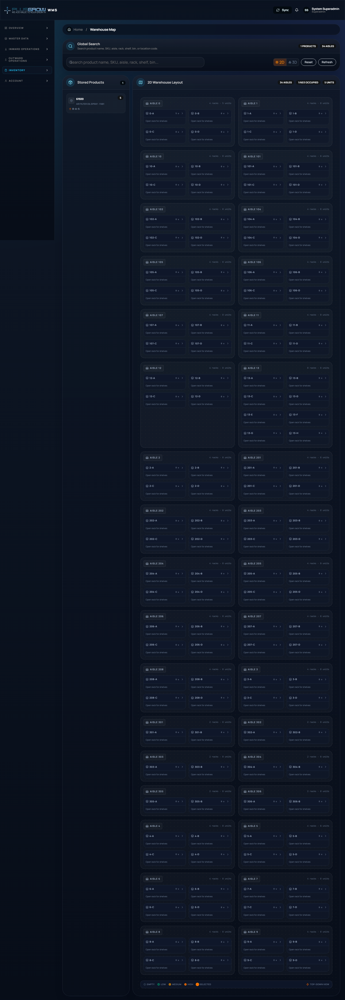 PLUSGROW WMS
WE ADD VALUE TO YOUR GROWTH
Sync
SS
System Superadmin
Superadmin
OVERVIEW
MASTER DATA
INWARD OPERATIONS
OUTWARD
OPERATIONS
INVENTORY
ACCOUNT
Home / Warehouse Map
Global Search
Search product name, SKU, aisle, rack, shelf, bin, or location code.
1 PRODUCTS 34 AISLES
Search product name, SKU, aisle, rack, shelf, bin...
2D 3D Reset Refresh
Stored Products 1
61920 5
AIR FILTER OIL SPRAY - FAB1
2D Warehouse Layout 34 AISLES 1/603 OCCUPIED 5 UNITS
AISLE 0 4 racks - 5 units AISLE 1 4 racks - 0 units
0-A 5 u 0-B 0 u 1-A 0 u 1-B 0 u
Open rack for shelves Open rack for shelves Open rack for shelves Open rack for shelves
0-C 0 u 0-D 0 u 1-C 0 u 1-D 0 u
Open rack for shelves Open rack for shelves Open rack for shelves Open rack for shelves
AISLE 10 4 racks - 0 units AISLE 101 4 racks - 0 units
10-A 0 u 10-B 0 u 101-A 0 u 101-B 0 u
Open rack for shelves Open rack for shelves Open rack for shelves Open rack for shelves
10-C 0 u 10-D 0 u 101-C 0 u 101-D 0 u
Open rack for shelves Open rack for shelves Open rack for shelves Open rack for shelves
AISLE 102 4 racks - 0 units AISLE 104 4 racks - 0 units
102-A 0 u 102-B 0 u 104-A 0 u 104-B 0 u
Open rack for shelves Open rack for shelves Open rack for shelves Open rack for shelves
102-C 0 u 102-D 0 u 104-C 0 u 104-D 0 u
Open rack for shelves Open rack for shelves Open rack for shelves Open rack for shelves
AISLE 105 4 racks - 0 units AISLE 106 4 racks - 0 units
105-A 0 u 105-B 0 u 106-A 0 u 106-B 0 u
Open rack for shelves Open rack for shelves Open rack for shelves Open rack for shelves
105-C 0 u 105-D 0 u 106-C 0 u 106-D 0 u
Open rack for shelves Open rack for shelves Open rack for shelves Open rack for shelves
AISLE 107 4 racks - 0 units AISLE 11 4 racks - 0 units
107-A 0 u 107-B 0 u 11-A 0 u 11-B 0 u
Open rack for shelves Open rack for shelves Open rack for shelves Open rack for shelves
107-C 0 u 107-D 0 u 11-C 0 u 11-D 0 u
Open rack for shelves Open rack for shelves Open rack for shelves Open rack for shelves
AISLE 12 4 racks - 0 units AISLE 13 8 racks - 0 units
12-A 0 u 12-B 0 u 13-A 0 u 13-B 0 u
Open rack for shelves Open rack for shelves Open rack for shelves Open rack for shelves
12-C 0 u 12-D 0 u 13-C 0 u 13-D 0 u
Open rack for shelves Open rack for shelves Open rack for shelves Open rack for shelves
13-E 0 u 13-F 0 u
Open rack for shelves Open rack for shelves
13-G 0 u 13-H 0 u
Open rack for shelves Open rack for shelves
AISLE 2 4 racks - 0 units AISLE 201 4 racks - 0 units
2-A 0 u 2-B 0 u 201-A 0 u 201-B 0 u
Open rack for shelves Open rack for shelves Open rack for shelves Open rack for shelves
2-C 0 u 2-D 0 u 201-C 0 u 201-D 0 u
Open rack for shelves Open rack for shelves Open rack for shelves Open rack for shelves
AISLE 202 4 racks - 0 units AISLE 203 4 racks - 0 units
202-A 0 u 202-B 0 u 203-A 0 u 203-B 0 u
Open rack for shelves Open rack for shelves Open rack for shelves Open rack for shelves
202-C 0 u 202-D 0 u 203-C 0 u 203-D 0 u
Open rack for shelves Open rack for shelves Open rack for shelves Open rack for shelves
AISLE 204 4 racks - 0 units AISLE 205 4 racks - 0 units
204-A 0 u 204-B 0 u 205-A 0 u 205-B 0 u
Open rack for shelves Open rack for shelves Open rack for shelves Open rack for shelves
204-C 0 u 204-D 0 u 205-C 0 u 205-D 0 u
Open rack for shelves Open rack for shelves Open rack for shelves Open rack for shelves
AISLE 206 4 racks - 0 units AISLE 207 4 racks - 0 units
206-A 0 u 206-B 0 u 207-A 0 u 207-B 0 u
Open rack for shelves Open rack for shelves Open rack for shelves Open rack for shelves
206-C 0 u 206-D 0 u 207-C 0 u 207-D 0 u
Open rack for shelves Open rack for shelves Open rack for shelves Open rack for shelves
AISLE 208 4 racks - 0 units AISLE 3 4 racks - 0 units
208-A 0 u 208-B 0 u 3-A 0 u 3-B 0 u
Open rack for shelves Open rack for shelves Open rack for shelves Open rack for shelves
208-C 0 u 208-D 0 u 3-C 0 u 3-D 0 u
Open rack for shelves Open rack for shelves Open rack for shelves Open rack for shelves
AISLE 301 2 racks - 0 units AISLE 302 2 racks - 0 units
301-A 0 u 301-B 0 u 302-A 0 u 302-B 0 u
Open rack for shelves Open rack for shelves Open rack for shelves Open rack for shelves
AISLE 303 2 racks - 0 units AISLE 304 2 racks - 0 units
303-A 0 u 303-B 0 u 304-A 0 u 304-B 0 u
Open rack for shelves Open rack for shelves Open rack for shelves Open rack for shelves
AISLE 305 2 racks - 0 units AISLE 306 2 racks - 0 units
305-A 0 u 305-B 0 u 306-A 0 u 306-B 0 u
Open rack for shelves Open rack for shelves Open rack for shelves Open rack for shelves
AISLE 4 4 racks - 0 units AISLE 5 4 racks - 0 units
4-A 0 u 4-B 0 u 5-A 0 u 5-B 0 u
Open rack for shelves Open rack for shelves Open rack for shelves Open rack for shelves
4-C 0 u 4-D 0 u 5-C 0 u 5-D 0 u
Open rack for shelves Open rack for shelves Open rack for shelves Open rack for shelves
AISLE 6 4 racks - 0 units AISLE 7 4 racks - 0 units
6-A 0 u 6-B 0 u 7-A 0 u 7-B 0 u
Open rack for shelves Open rack for shelves Open rack for shelves Open rack for shelves
6-C 0 u 6-D 0 u 7-C 0 u 7-D 0 u
Open rack for shelves Open rack for shelves Open rack for shelves Open rack for shelves
AISLE 8 4 racks - 0 units AISLE 9 4 racks - 0 units
8-A 0 u 8-B 0 u 9-A 0 u 9-B 0 u
Open rack for shelves Open rack for shelves Open rack for shelves Open rack for shelves
8-C 0 u 8-D 0 u 9-C 0 u 9-D 0 u
Open rack for shelves Open rack for shelves Open rack for shelves Open rack for shelves
EMPTY LOW MEDIUM HIGH SELECTED TOP-DOWN VIEW